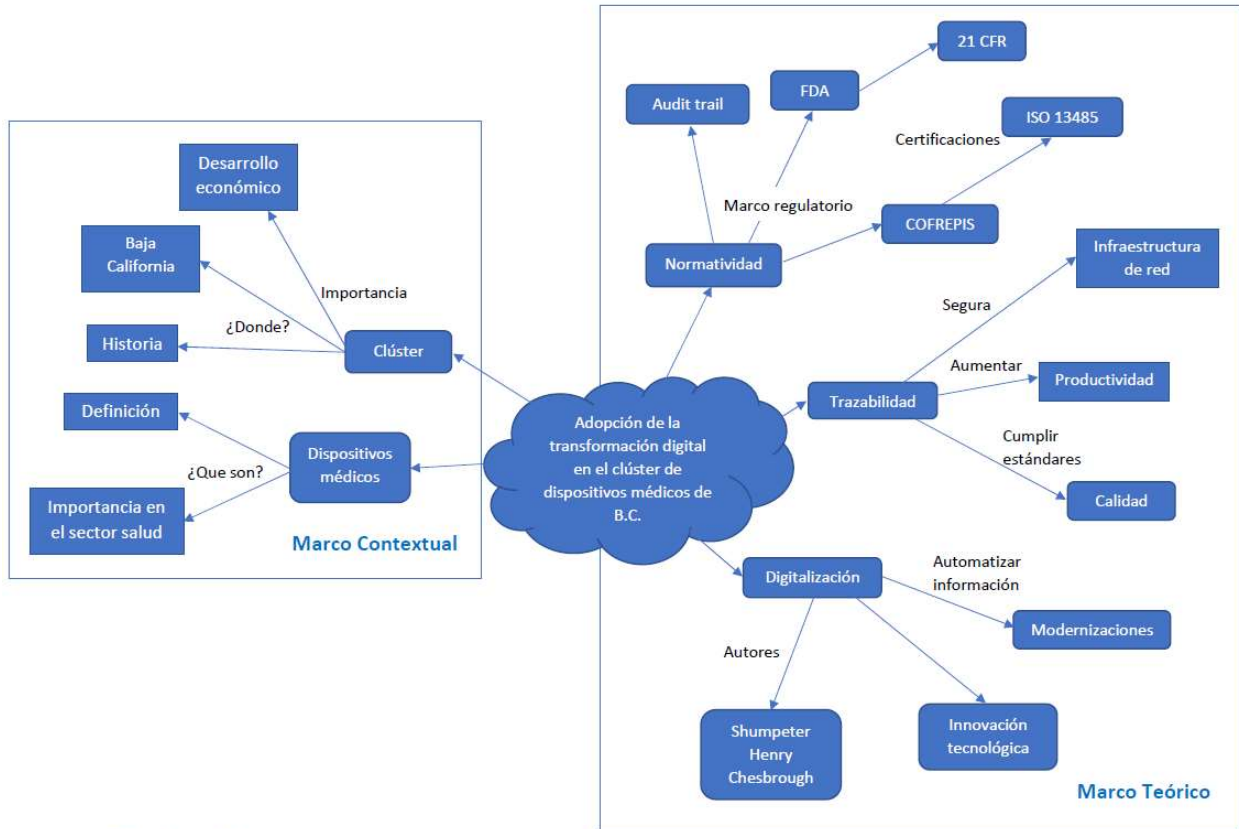 Desarrollo
económico
Baja
California
Importancia
¿Donde?
Historia
Clúster
Definición
Dispositivos
médicos
¿Que son?
Importancia en
el sector salud
Marco Contextual
Adopción de la
transformación digital
en el clúster de
dispositivos médicos de
B.C.
21 CFR
FDA
Audit trail
ISO 13485
Certificaciones
Marco regulatorio
COFREPIS
Normatividad
Infraestructura
de red
Segura
Aumentar
Productividad
Trazabilidad
Cumplir
estándares
Calidad
Digitalización
Automatizar
información
Modernizaciones
Autores
Shumpeter
Henry
Chesbrough
Innovación
tecnológica
Marco Teórico